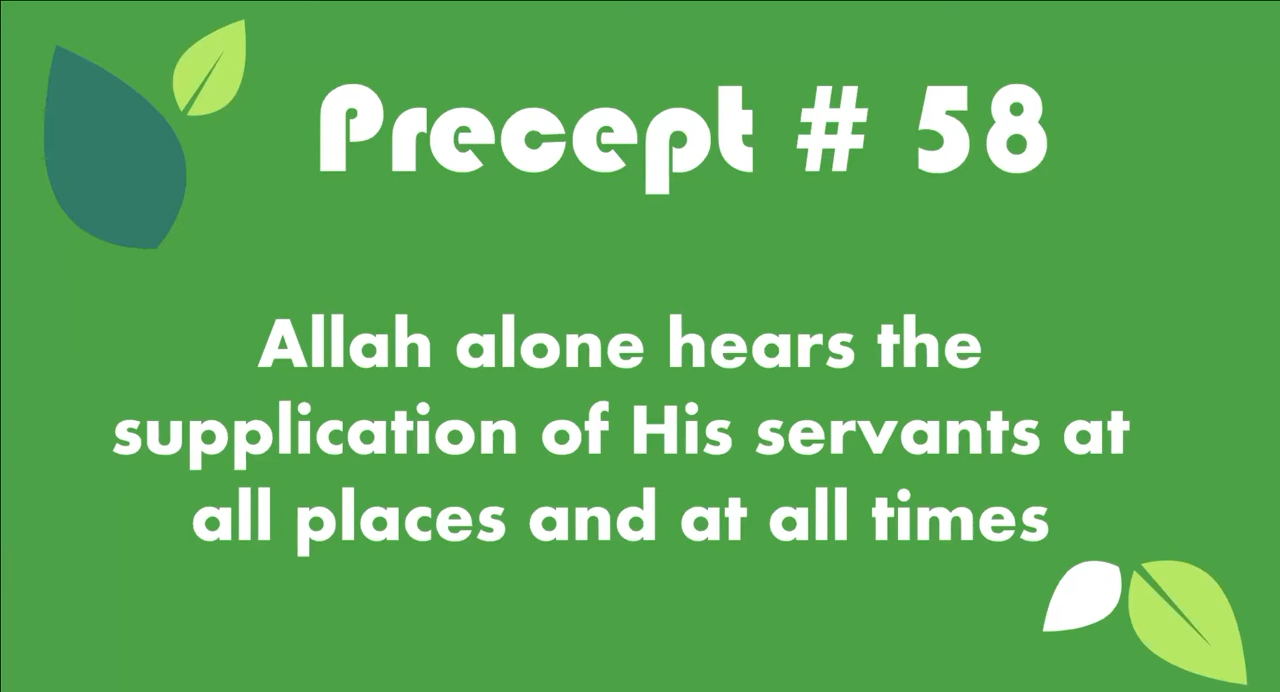 Precept # 58
Allah alone hears the
supplication of His servants at
all places and at all times